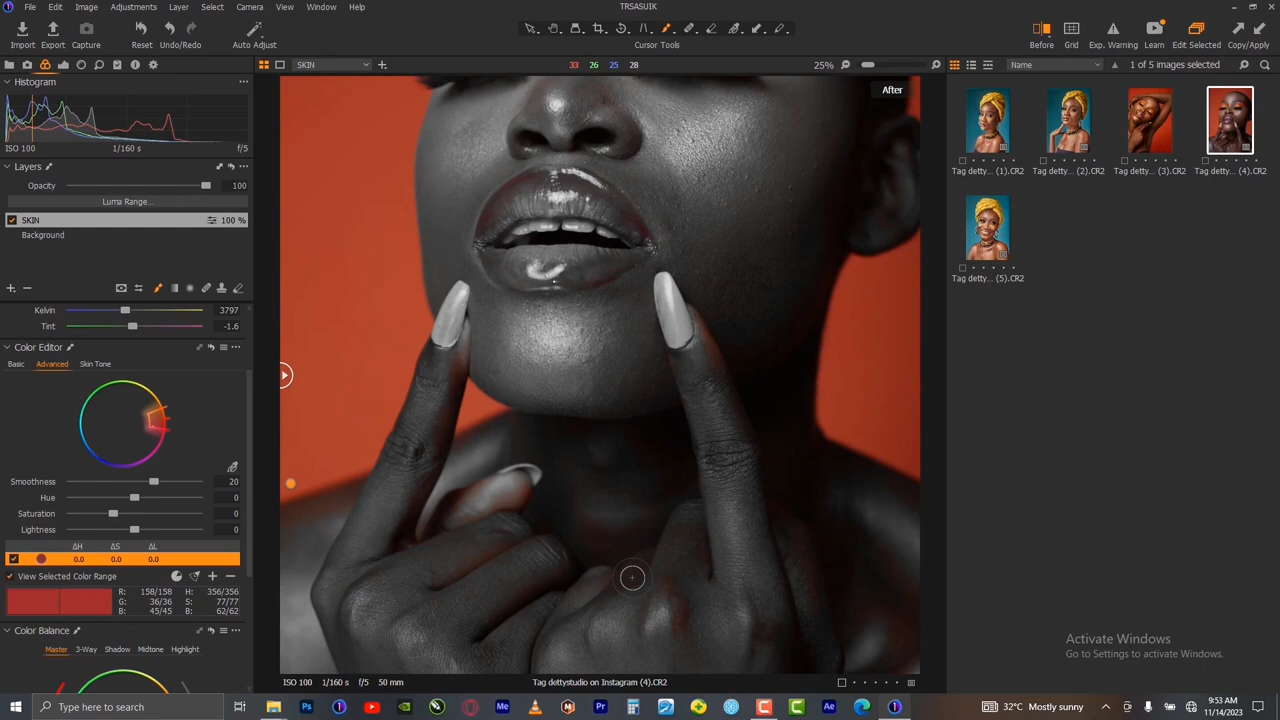 TRSASUIK
File Edit View Adjustments Layer Select Camera Window Help
Import Export Capture Reset Undo/Redo Auto Adjust Cursor Tools Before Grid Exp. Warning Learn Edit Selected Copy/Apply
SKIN 33 26 25 28 25% Name 1 of 5 images selected
Histogram
After
ISO 100 1/160 s f/5
Layers
Opacity 100
Luma Range...
SKIN 100 %
Background
Kelvin 3797
Tint -1.6
Color Editor
Basic Advanced Skin Tone
Smoothness 20
Hue 0
Saturation 0
Lightness 0
ΔH ΔS ΔL
0.0 0.0 0.0
View Selected Color Range
R: 158/158 H: 356/356
G: 36/36 S: 77/77
B: 45/45 B: 62/62
Color Balance
Master 3-Way Shadow Midtone Highlight
ISO 100 1/160 s f/5 50 mm Tag dettystudio on Instagram (4).CR2
Tag detty... (1).CR2 Tag detty... (2).CR2 Tag detty... (3).CR2 Tag detty... (4).CR2
Tag detty... (5).CR2
Activate Windows
Go to Settings to activate Windows.
Type here to search
32°C Mostly sunny
9:53 AM
11/14/2023